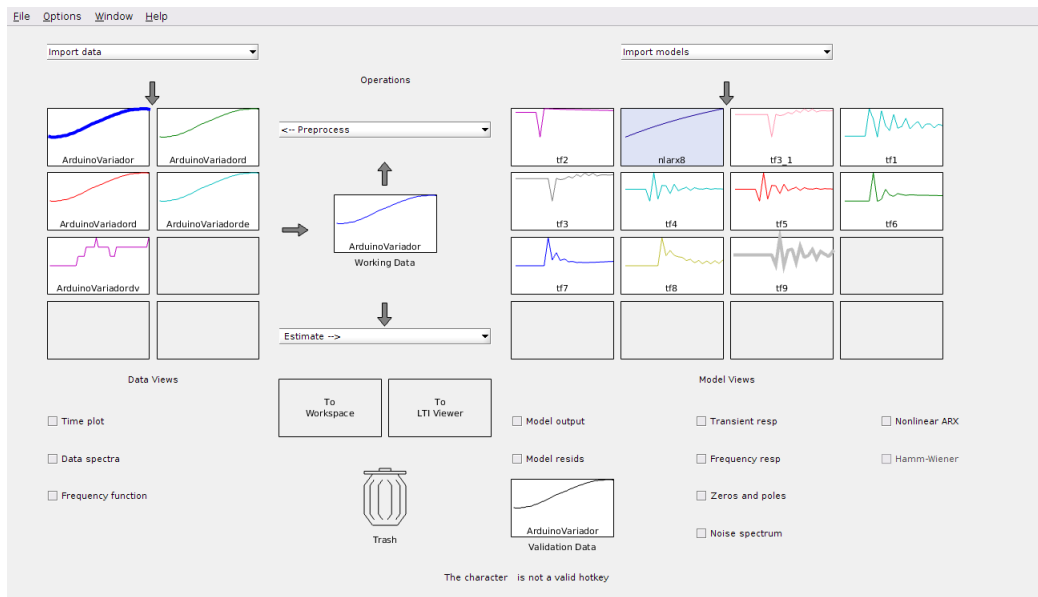 File Options Window Help
Import data
Import models
Operations
<-- Preprocess
ArduinoVariador
ArduinoVariadord
tf2
nlarx8
tf3_1
tf1
ArduinoVariadord
ArduinoVariadorde
ArduinoVariador
Working Data
tf3
tf4
tf5
tf6
ArduinoVariadordv
tf7
tf8
tf9
Estimate -->
Data Views
Model Views
To
Workspace
To
LTI Viewer
Time plot
Data spectra
Frequency function
Trash
Model output
Model resids
ArduinoVariador
Validation Data
Transient resp
Frequency resp
Zeros and poles
Noise spectrum
Nonlinear ARX
Hamm-Wiener
The character is not a valid hotkey